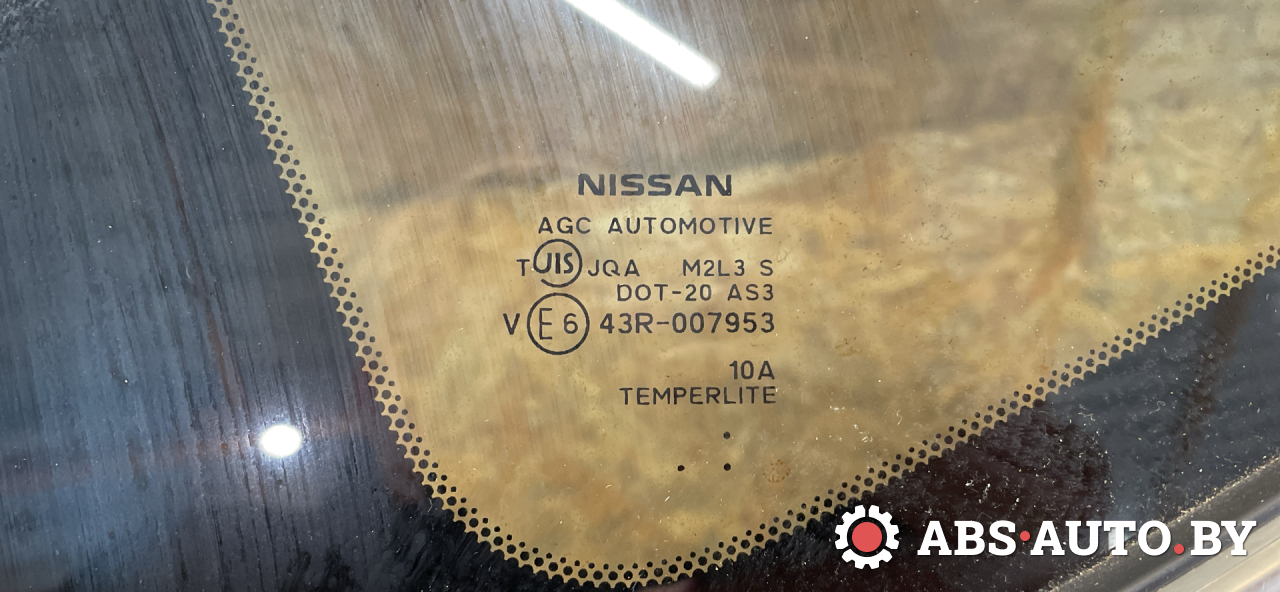 NISSAN
AGC AUTOMOTIVE
T JIS JQA M2L3 S
DOT-20 AS3
V E6 43R-007953
10A
TEMPERLITE
ABS·AUTO.BY